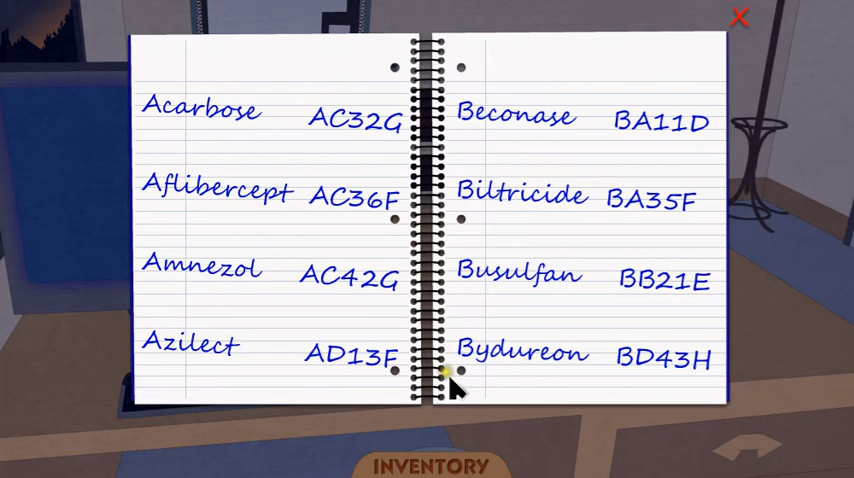 Acarbose AC32G
Aflibercept AC36F
Amnezol AC42G
Azilect AD13F
Beconase BA11D
Biltricide BA35F
Busulfan BB21E
Bydureon BD43H
INVENTORY